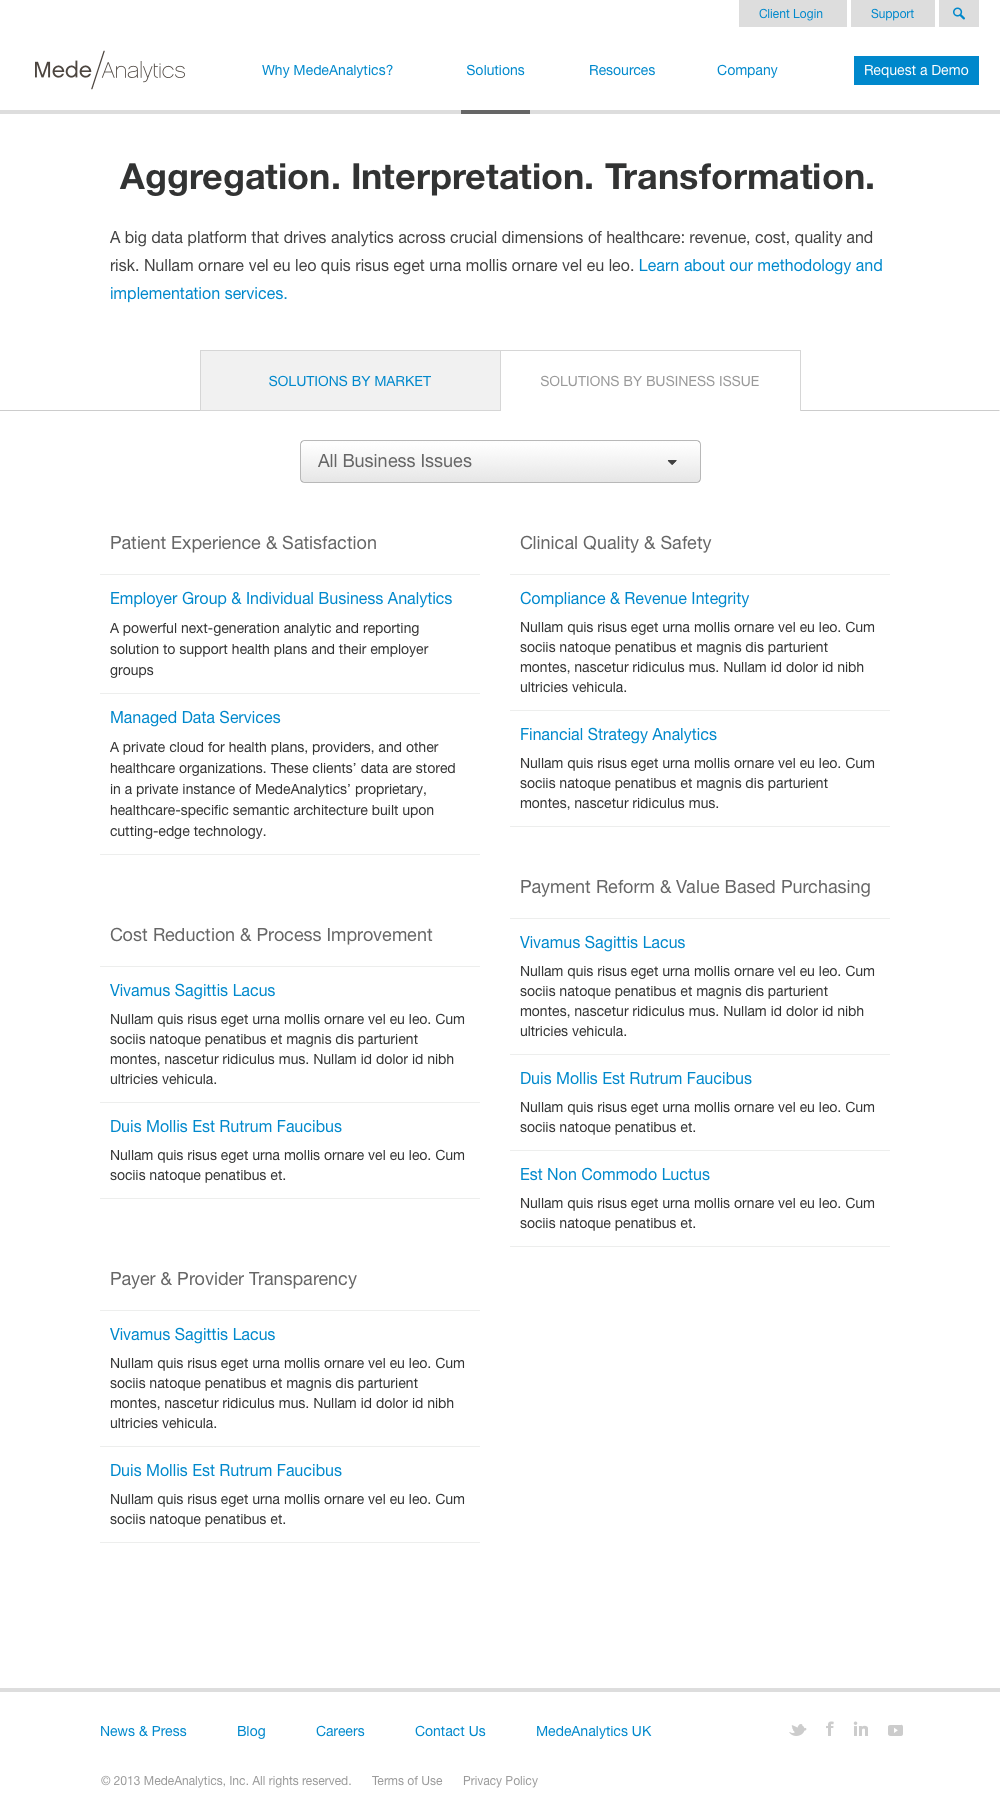 Client Login
Support
Mede/Analytics
Why MedeAnalytics?
Solutions
Resources
Company
Request a Demo
Aggregation. Interpretation. Transformation.
A big data platform that drives analytics across crucial dimensions of healthcare: revenue, cost, quality and
risk. Nullam ornare vel eu leo quis risus eget urna mollis ornare vel eu leo. Learn about our methodology and
implementation services.
SOLUTIONS BY MARKET
SOLUTIONS BY BUSINESS ISSUE
All Business Issues
Patient Experience & Satisfaction
Employer Group & Individual Business Analytics
A powerful next-generation analytic and reporting
solution to support health plans and their employer
groups
Managed Data Services
A private cloud for health plans, providers, and other
healthcare organizations. These clients’ data are stored
in a private instance of MedeAnalytics’ proprietary,
healthcare-specific semantic architecture built upon
cutting-edge technology.
Cost Reduction & Process Improvement
Vivamus Sagittis Lacus
Nullam quis risus eget urna mollis ornare vel eu leo. Cum
sociis natoque penatibus et magnis dis parturient
montes, nascetur ridiculus mus. Nullam id dolor id nibh
ultricies vehicula.
Duis Mollis Est Rutrum Faucibus
Nullam quis risus eget urna mollis ornare vel eu leo. Cum
sociis natoque penatibus et.
Payer & Provider Transparency
Vivamus Sagittis Lacus
Nullam quis risus eget urna mollis ornare vel eu leo. Cum
sociis natoque penatibus et magnis dis parturient
montes, nascetur ridiculus mus. Nullam id dolor id nibh
ultricies vehicula.
Duis Mollis Est Rutrum Faucibus
Nullam quis risus eget urna mollis ornare vel eu leo. Cum
sociis natoque penatibus et.
Clinical Quality & Safety
Compliance & Revenue Integrity
Nullam quis risus eget urna mollis ornare vel eu leo. Cum
sociis natoque penatibus et magnis dis parturient
montes, nascetur ridiculus mus. Nullam id dolor id nibh
ultricies vehicula.
Financial Strategy Analytics
Nullam quis risus eget urna mollis ornare vel eu leo. Cum
sociis natoque penatibus et magnis dis parturient
montes, nascetur ridiculus mus.
Payment Reform & Value Based Purchasing
Vivamus Sagittis Lacus
Nullam quis risus eget urna mollis ornare vel eu leo. Cum
sociis natoque penatibus et magnis dis parturient
montes, nascetur ridiculus mus. Nullam id dolor id nibh
ultricies vehicula.
Duis Mollis Est Rutrum Faucibus
Nullam quis risus eget urna mollis ornare vel eu leo. Cum
sociis natoque penatibus et.
Est Non Commodo Luctus
Nullam quis risus eget urna mollis ornare vel eu leo. Cum
sociis natoque penatibus et.
News & Press
Blog
Careers
Contact Us
MedeAnalytics UK
© 2013 MedeAnalytics, Inc. All rights reserved.
Terms of Use
Privacy Policy